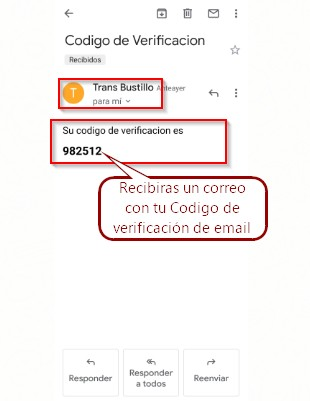 Codigo de Verificacion
Recibidos
T
Trans Bustillo Anteayer
para mí
Su codigo de verificacion es
982512
Recibiras un correo
con tu Codigo de
verificación de email
Responder
Responder
a todos
Reenviar